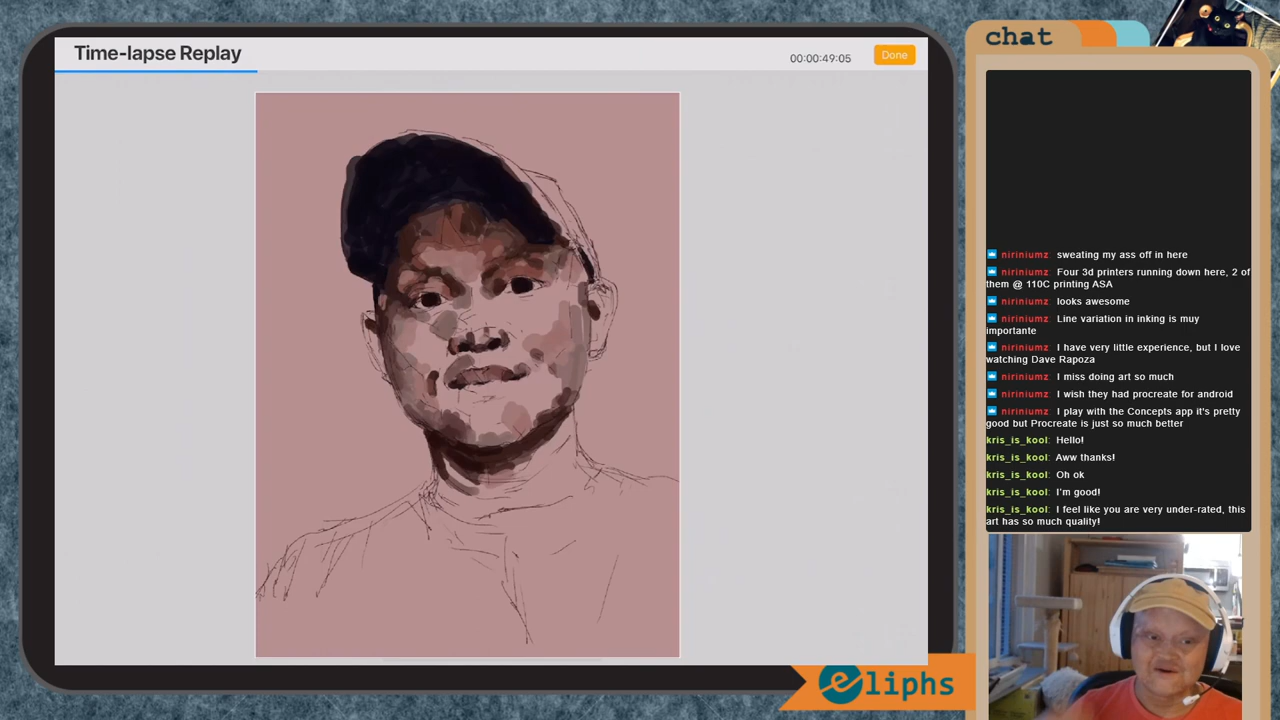 Time-lapse Replay
00:00:49:05
Done
chat
niriniumz sweating my ass off in here
niriniumz Four 3d printers running down here, 2 of
them @ 110C printing ASA
niriniumz looks awesome
niriniumz Line variation in inking is muy
importante
niriniumz I have very little experience, but I love
watching Dave Rapoza
niriniumz I miss doing art so much
niriniumz I wish they had procreate for android
niriniumz I play with the Concepts app it's pretty
good but Procreate is just so much better
kris_is_kool: Hello!
kris_is_kool: Aww thanks!
kris_is_kool: Oh ok
kris_is_kool: I'm good!
kris_is_kool: I feel like you are very under-rated, this
art has so much quality!
eliphs